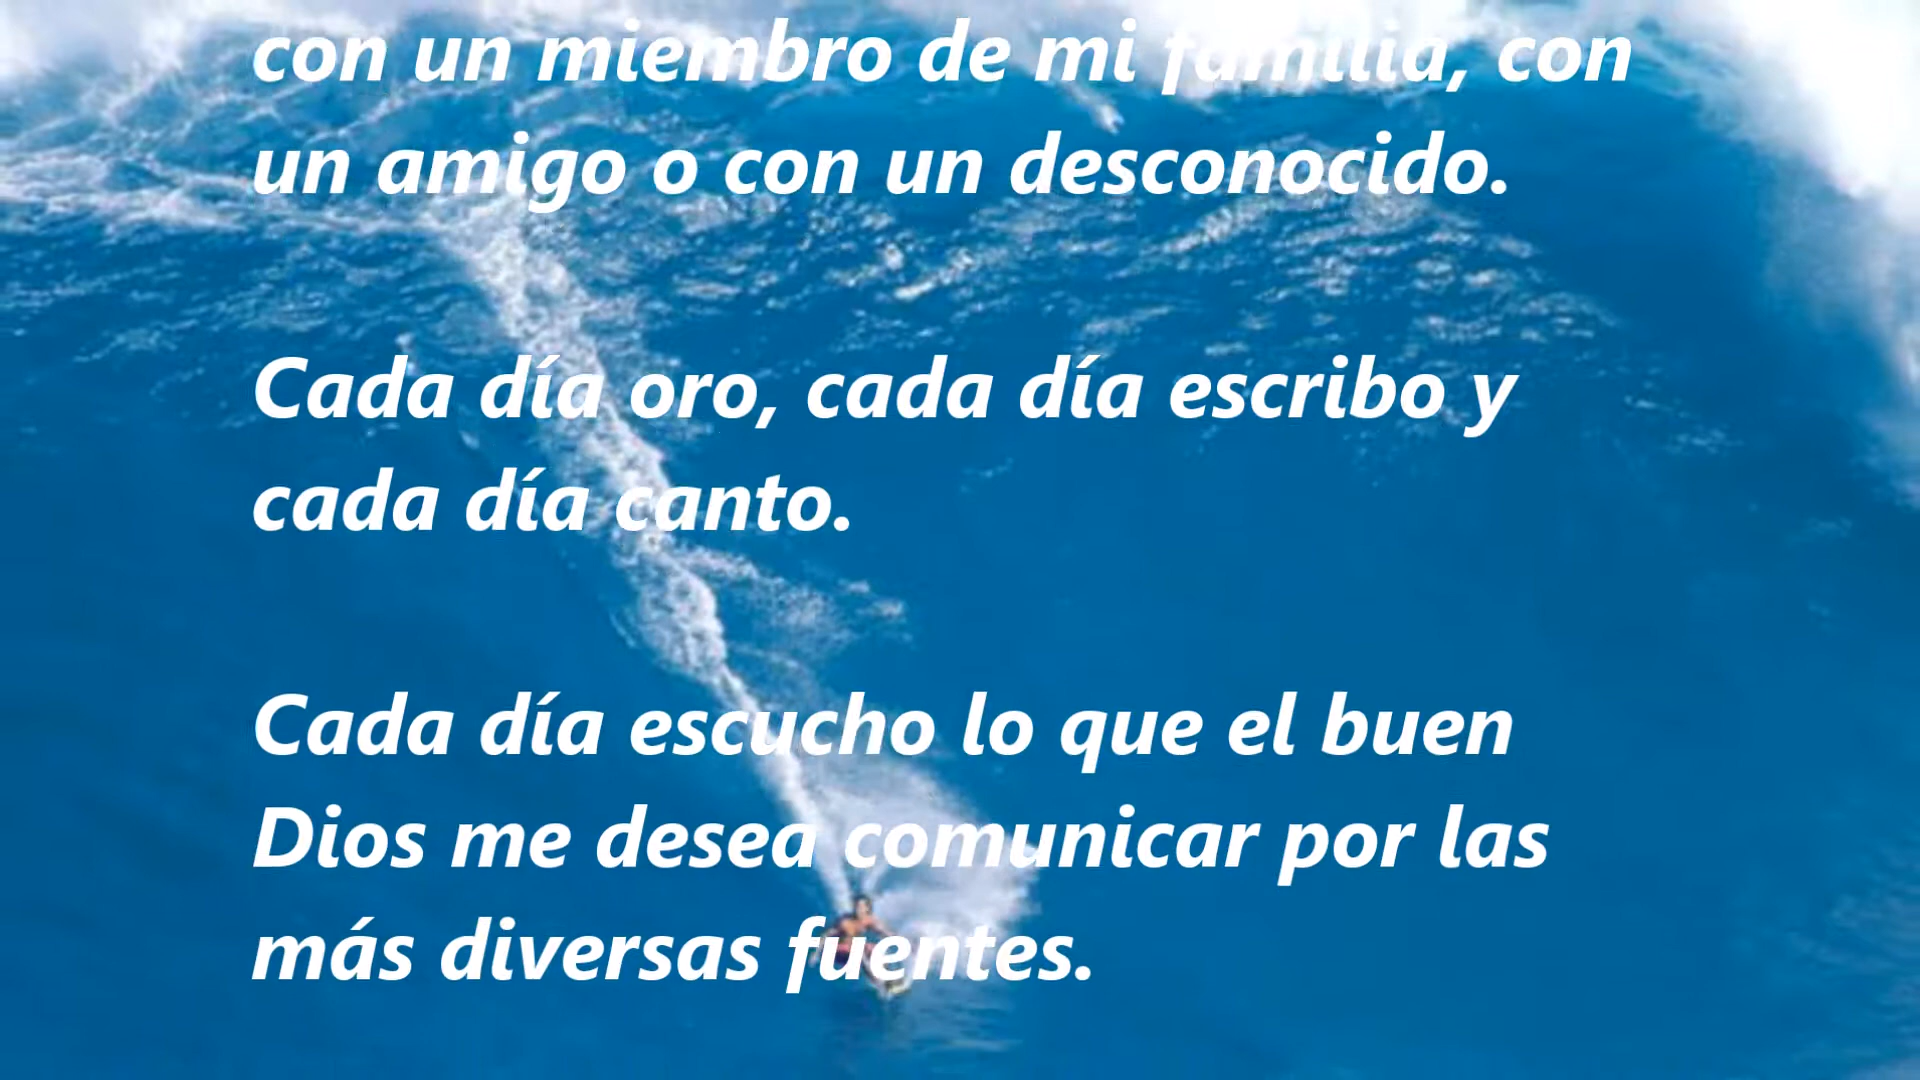 con un miembro de mi familia, con
un amigo o con un desconocido.
Cada día oro, cada día escribo y
cada día canto.
Cada día escucho lo que el buen
Dios me desea comunicar por las
más diversas fuentes.